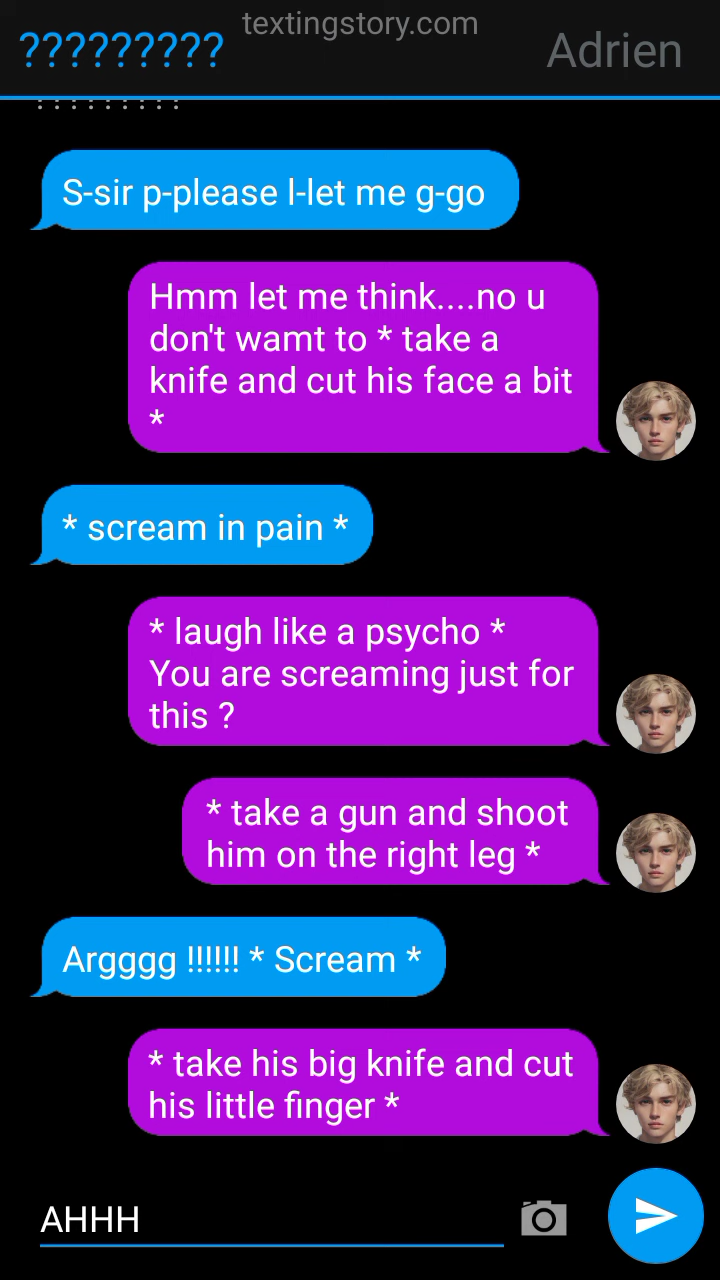 textingstory.com
?????????
Adrien
?????????
S-sir p-please l-let me g-go
Hmm let me think....no u
don't wamt to * take a
knife and cut his face a bit
*
* scream in pain *
* laugh like a psycho *
You are screaming just for
this ?
* take a gun and shoot
him on the right leg *
Argggg !!!!!! * Scream *
* take his big knife and cut
his little finger *
AHHH